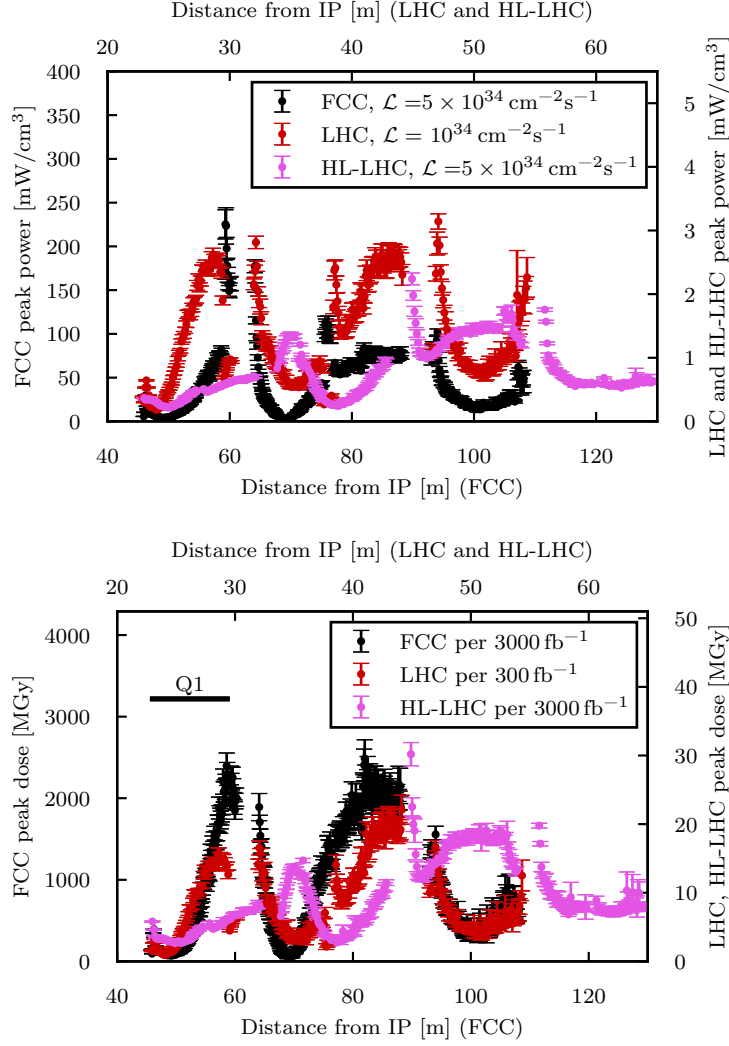 Distance from IP [m] (LHC and HL-LHC)
20 30 40 50 60
400
350
300
250
200
150
100
50
0
FCC peak power [mW/cm³]
FCC, ℒ =5 × 10³⁴ cm⁻²s⁻¹
LHC, ℒ = 10³⁴ cm⁻²s⁻¹
HL-LHC, ℒ =5 × 10³⁴ cm⁻²s⁻¹
5
4
3
2
1
0
LHC and HL-LHC peak power [mW/cm³]
40 60 80 100 120
Distance from IP [m] (FCC)
Distance from IP [m] (LHC and HL-LHC)
20 30 40 50 60
4000
3000
2000
1000
0
FCC peak dose [MGy]
Q1
FCC per 3000 fb⁻¹
LHC per 300 fb⁻¹
HL-LHC per 3000 fb⁻¹
50
40
30
20
10
0
LHC, HL-LHC peak dose [MGy]
40 60 80 100 120
Distance from IP [m] (FCC)